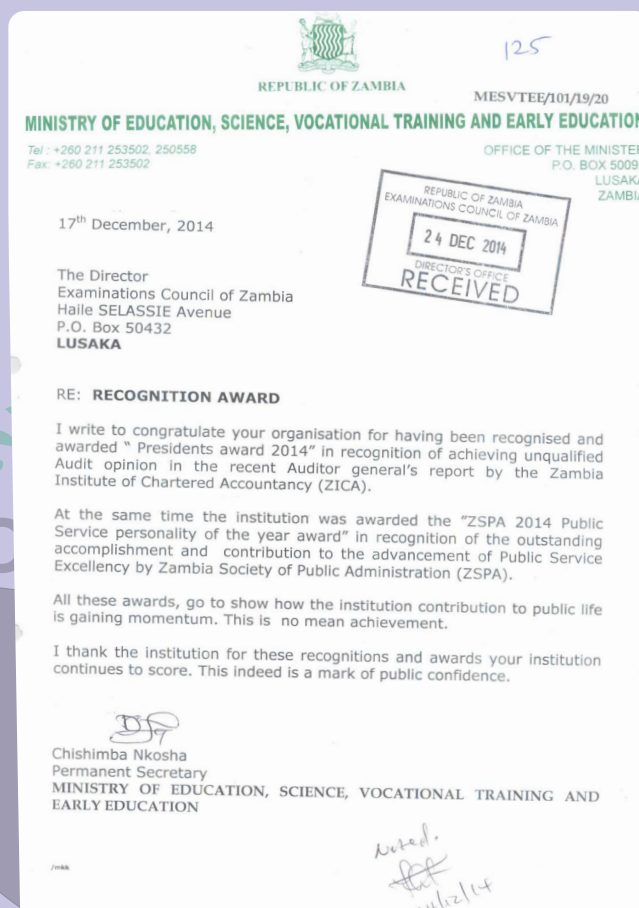 125
REPUBLIC OF ZAMBIA
MESVTEE/101/19/20
MINISTRY OF EDUCATION, SCIENCE, VOCATIONAL TRAINING AND EARLY EDUCATION
Tel : +260 211 253502, 250558
Fax: +260 211 253502
OFFICE OF THE MINISTER
P.O. BOX 5009
LUSAKA
ZAMBIA
REPUBLIC OF ZAMBIA
EXAMINATIONS COUNCIL OF ZAMBIA
24 DEC 2014
DIRECTOR'S OFFICE
RECEIVED
17th December, 2014
The Director
Examinations Council of Zambia
Haile SELASSIE Avenue
P.O. Box 50432
LUSAKA
RE: RECOGNITION AWARD
I write to congratulate your organisation for having been recognised and
awarded " Presidents award 2014" in recognition of achieving unqualified
Audit opinion in the recent Auditor general's report by the Zambia
Institute of Chartered Accountancy (ZICA).
At the same time the institution was awarded the "ZSPA 2014 Public
Service personality of the year award" in recognition of the outstanding
accomplishment and contribution to the advancement of Public Service
Excellency by Zambia Society of Public Administration (ZSPA).
All these awards, go to show how the institution contribution to public life
is gaining momentum. This is no mean achievement.
I thank the institution for these recognitions and awards your institution
continues to score. This indeed is a mark of public confidence.
Chishimba Nkosha
Permanent Secretary
MINISTRY OF EDUCATION, SCIENCE, VOCATIONAL TRAINING AND
EARLY EDUCATION
Noted.
/mkk